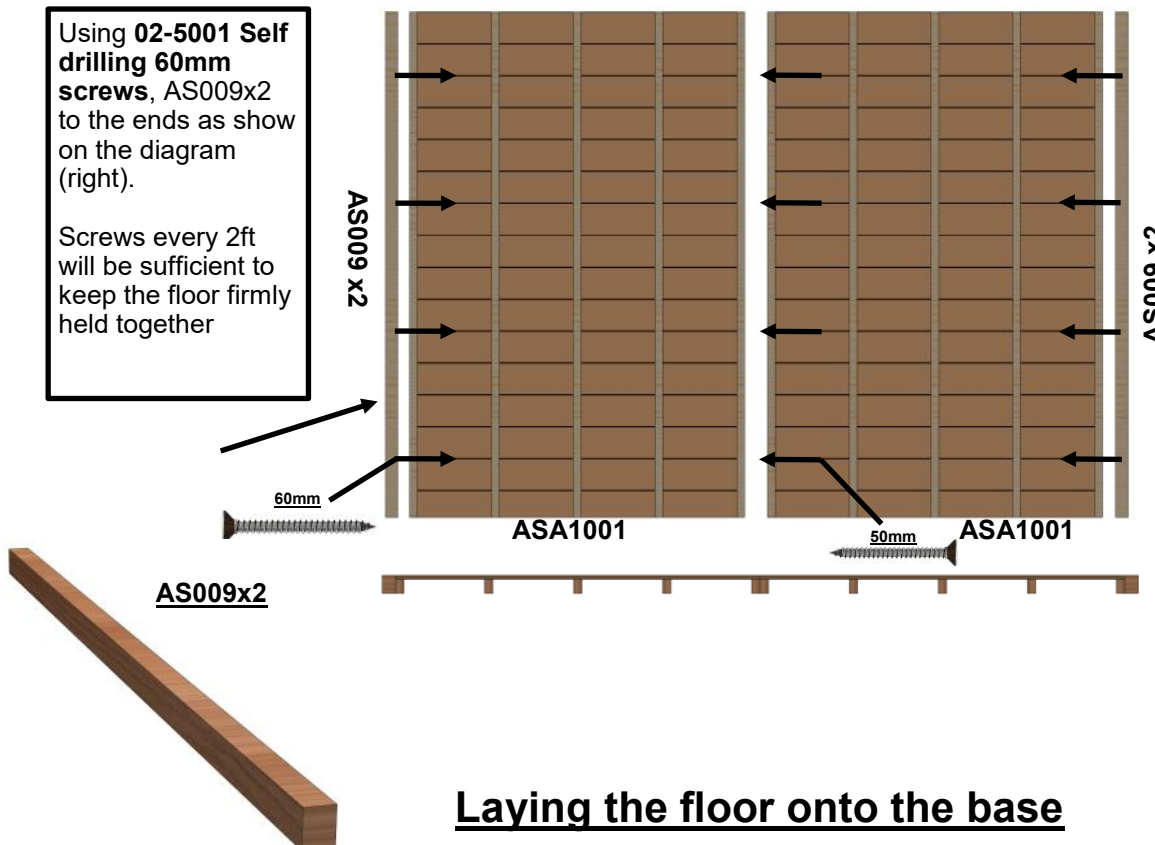 Using 02-5001 Self
drilling 60mm
screws, AS009x2
to the ends as show
on the diagram
(right).
Screws every 2ft
will be sufficient to
keep the floor firmly
held together
AS009 x2
AS009 x2
60mm
ASA1001
50mm
ASA1001
AS009x2
Laying the floor onto the base